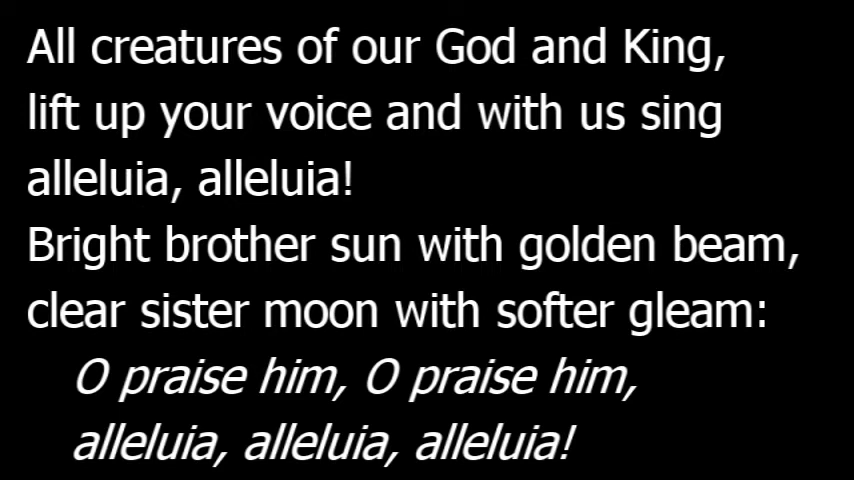 All creatures of our God and King,
lift up your voice and with us sing
alleluia, alleluia!
Bright brother sun with golden beam,
clear sister moon with softer gleam:
O praise him, O praise him,
alleluia, alleluia, alleluia!